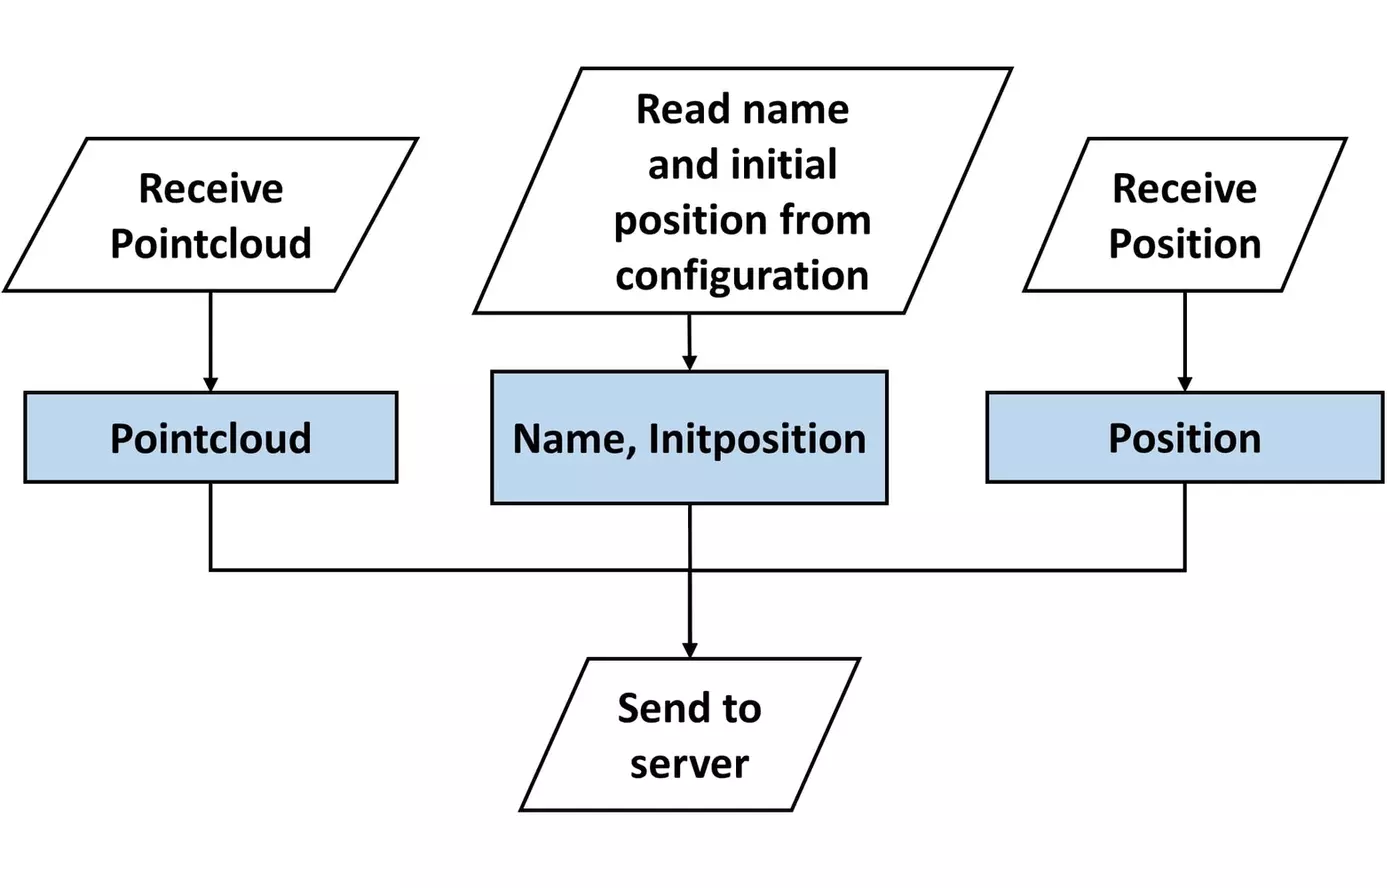 Receive
Pointcloud
Read name
and initial
position from
configuration
Receive
Position
Pointcloud
Name, Initposition
Position
Send to
server